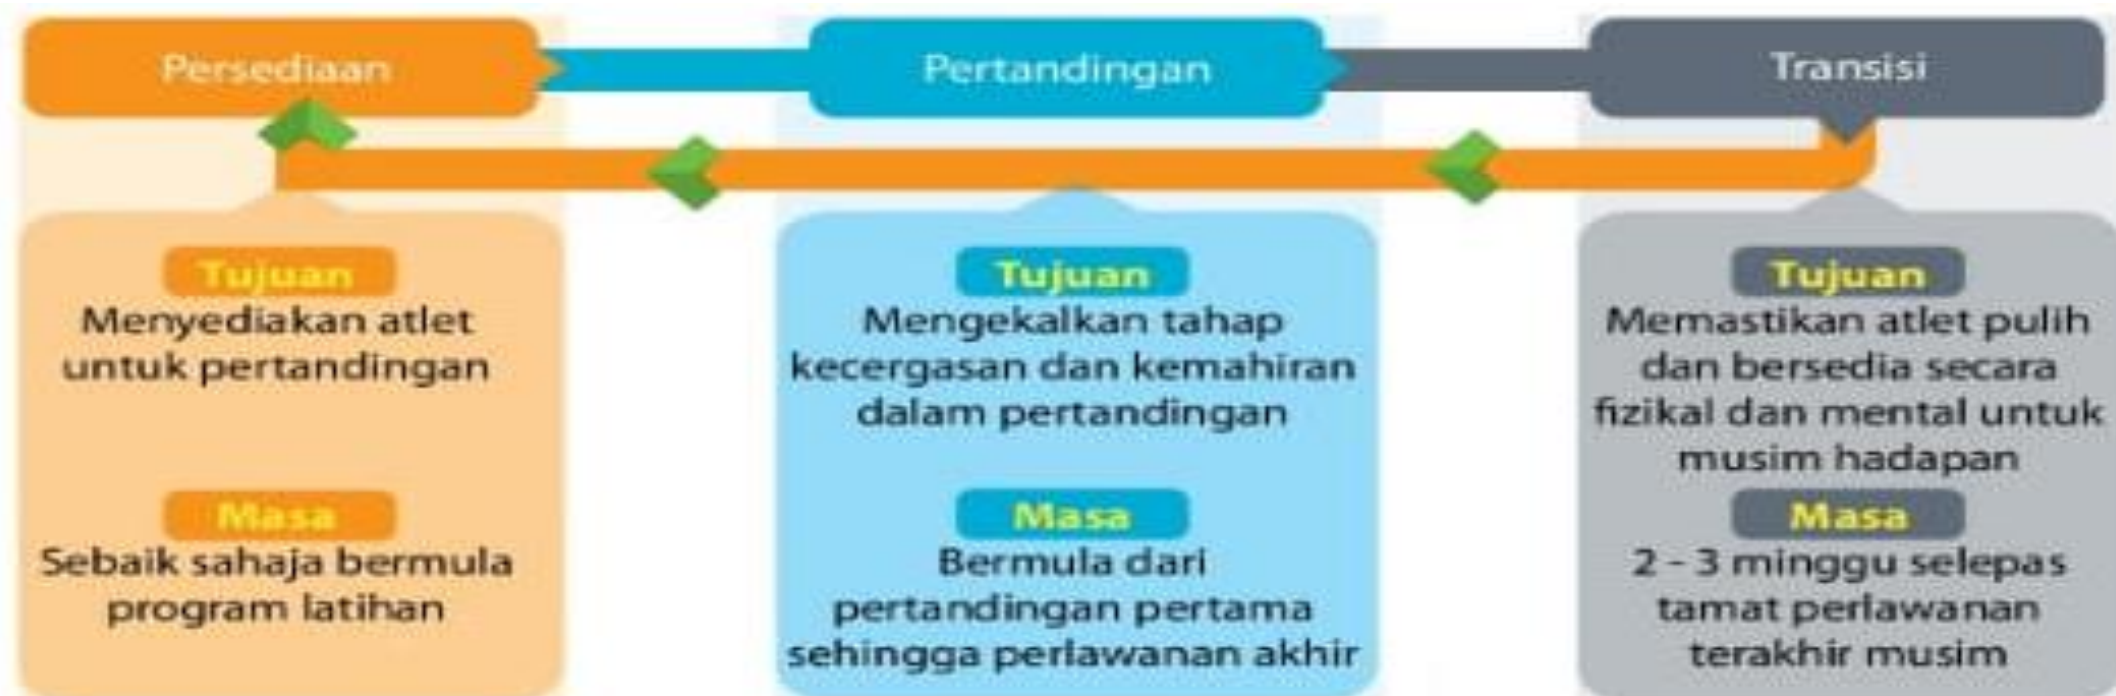 Persediaan
Pertandingan
Transisi
Tujuan
Menyediakan atlet
untuk pertandingan
Masa
Sebaik sahaja bermula
program latihan
Tujuan
Mengekalkan tahap
kecergasan dan kemahiran
dalam pertandingan
Masa
Bermula dari
pertandingan pertama
sehingga perlawanan akhir
Tujuan
Memastikan atlet pulih
dan bersedia secara
fizikal dan mental untuk
musim hadapan
Masa
2 - 3 minggu selepas
tamat perlawanan
terakhir musim